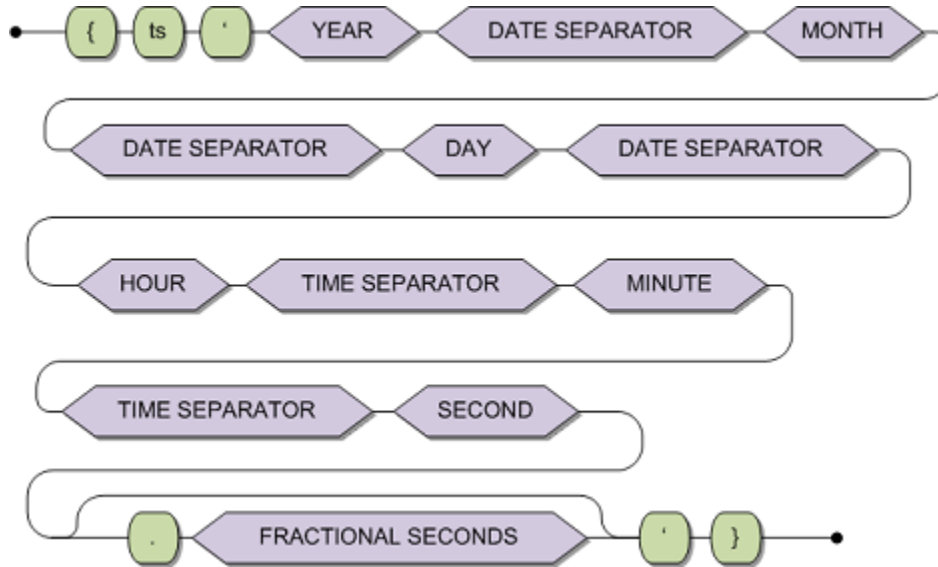 { ts ‘ YEAR DATE SEPARATOR MONTH
DATE SEPARATOR DAY DATE SEPARATOR
HOUR TIME SEPARATOR MINUTE
TIME SEPARATOR SECOND
. FRACTIONAL SECONDS ‘ }